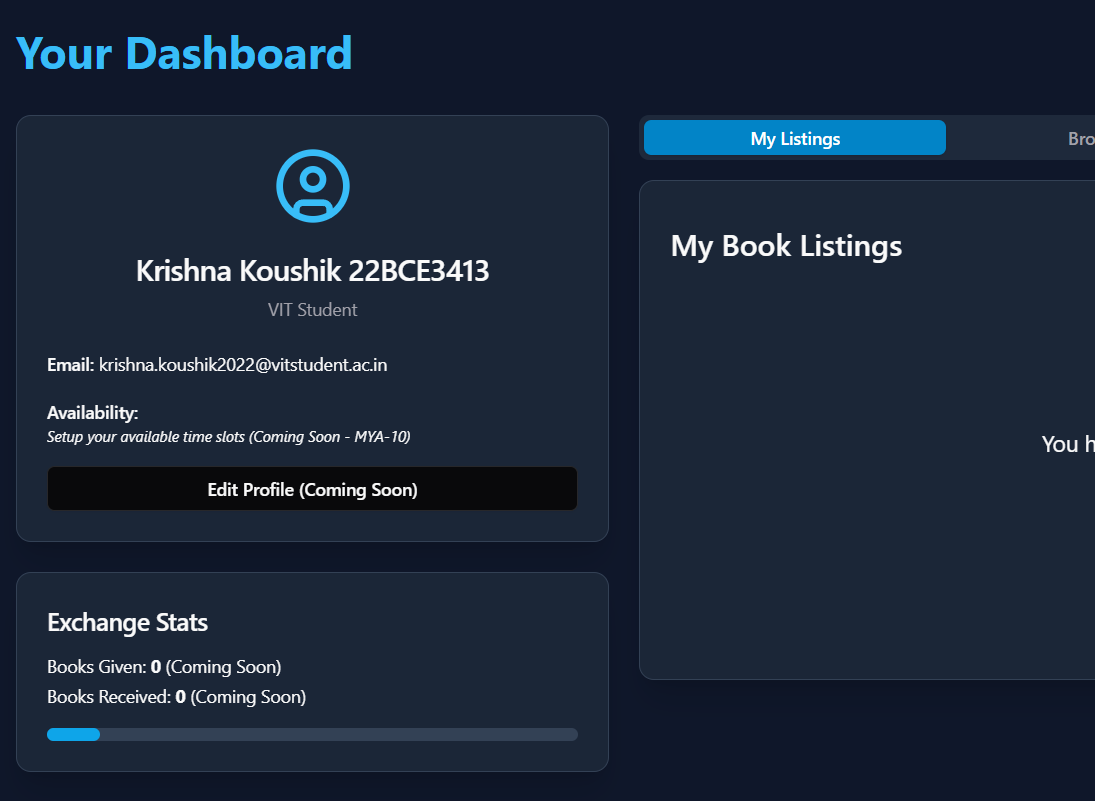 Your Dashboard
Krishna Koushik 22BCE3413
VIT Student
Email: krishna.koushik2022@vitstudent.ac.in
Availability:
Setup your available time slots (Coming Soon - MYA-10)
Edit Profile (Coming Soon)
Exchange Stats
Books Given: 0 (Coming Soon)
Books Received: 0 (Coming Soon)
My Listings
Bro
My Book Listings
You h